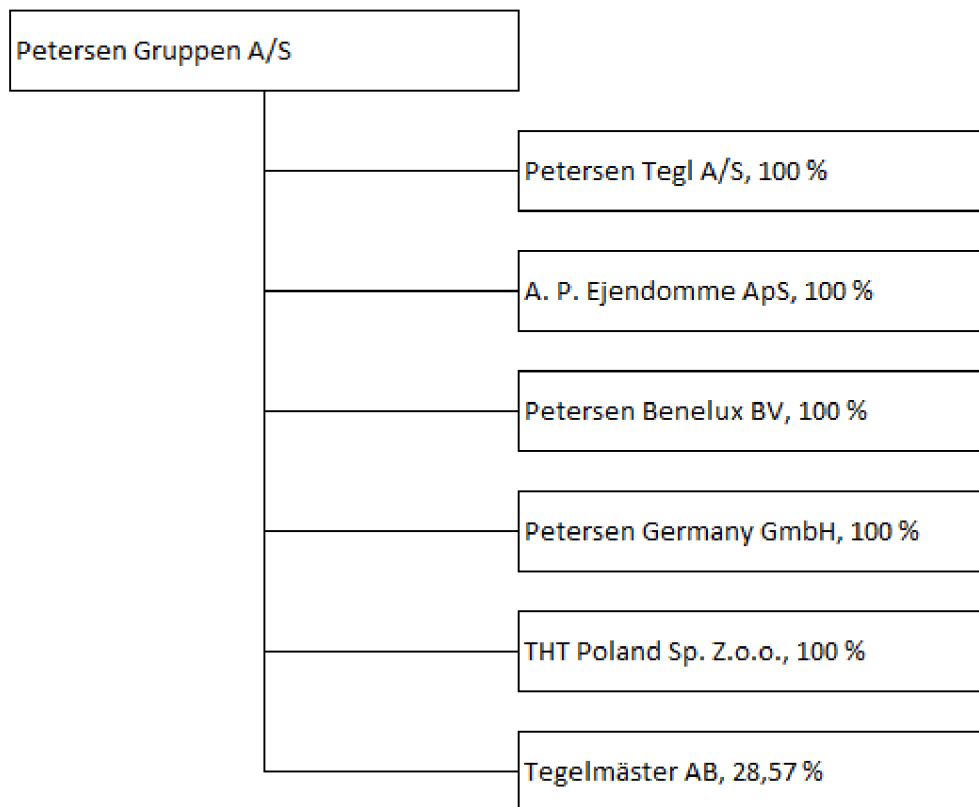 Petersen Gruppen A/S
Petersen Tegl A/S, 100 %
A. P. Ejendomme ApS, 100 %
Petersen Benelux BV, 100 %
Petersen Germany GmbH, 100 %
THT Poland Sp. Z.o.o., 100 %
Tegelmäster AB, 28,57 %